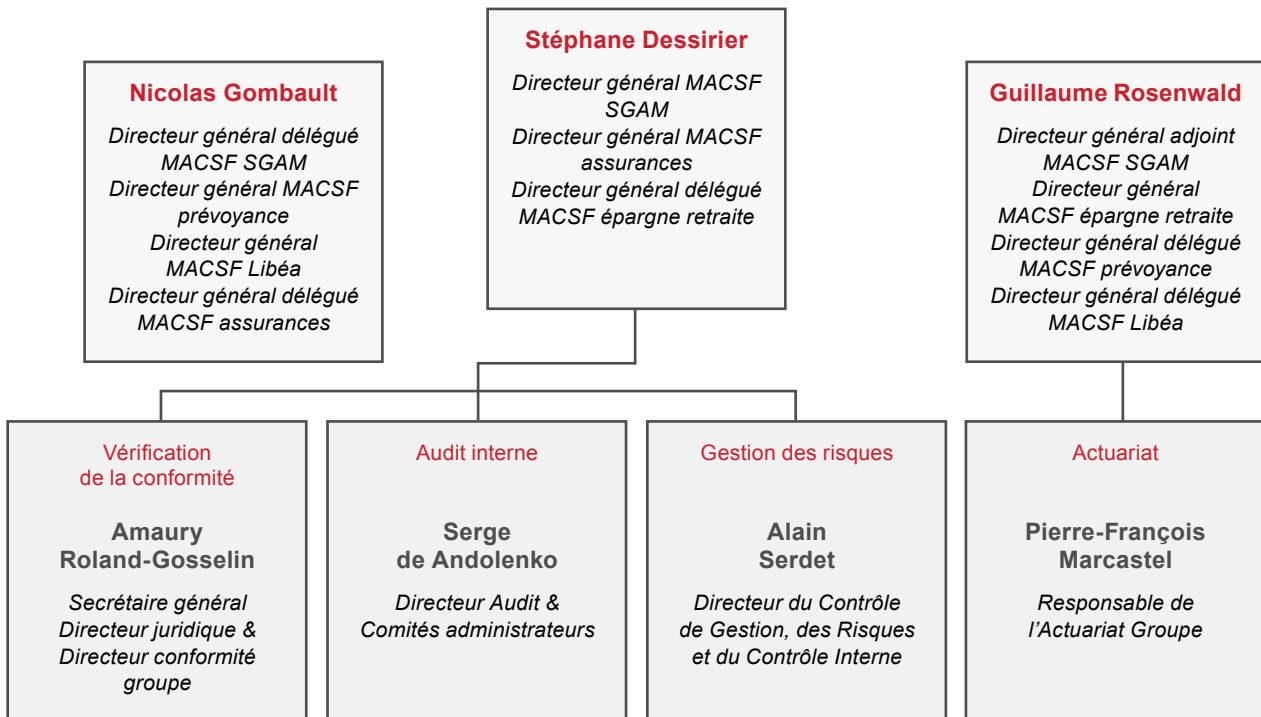 Stéphane Dessirier
Directeur général MACSF
SGAM
Directeur général MACSF
assurances
Directeur général délégué
MACSF épargne retraite
Nicolas Gombault
Directeur général délégué
MACSF SGAM
Directeur général MACSF
prévoyance
Directeur général
MACSF Libéa
Directeur général délégué
MACSF assurances
Guillaume Rosenwald
Directeur général adjoint
MACSF SGAM
Directeur général
MACSF épargne retraite
Directeur général délégué
MACSF prévoyance
Directeur général délégué
MACSF Libéa
Vérification
de la conformité
Amaury
Roland-Gosselin
Secrétaire général
Directeur juridique &
Directeur conformité
groupe
Audit interne
Serge
de Andolenko
Directeur Audit &
Comités administrateurs
Gestion des risques
Alain
Serdet
Directeur du Contrôle
de Gestion, des Risques
et du Contrôle Interne
Actuariat
Pierre-François
Marcastel
Responsable de
l’Actuariat Groupe